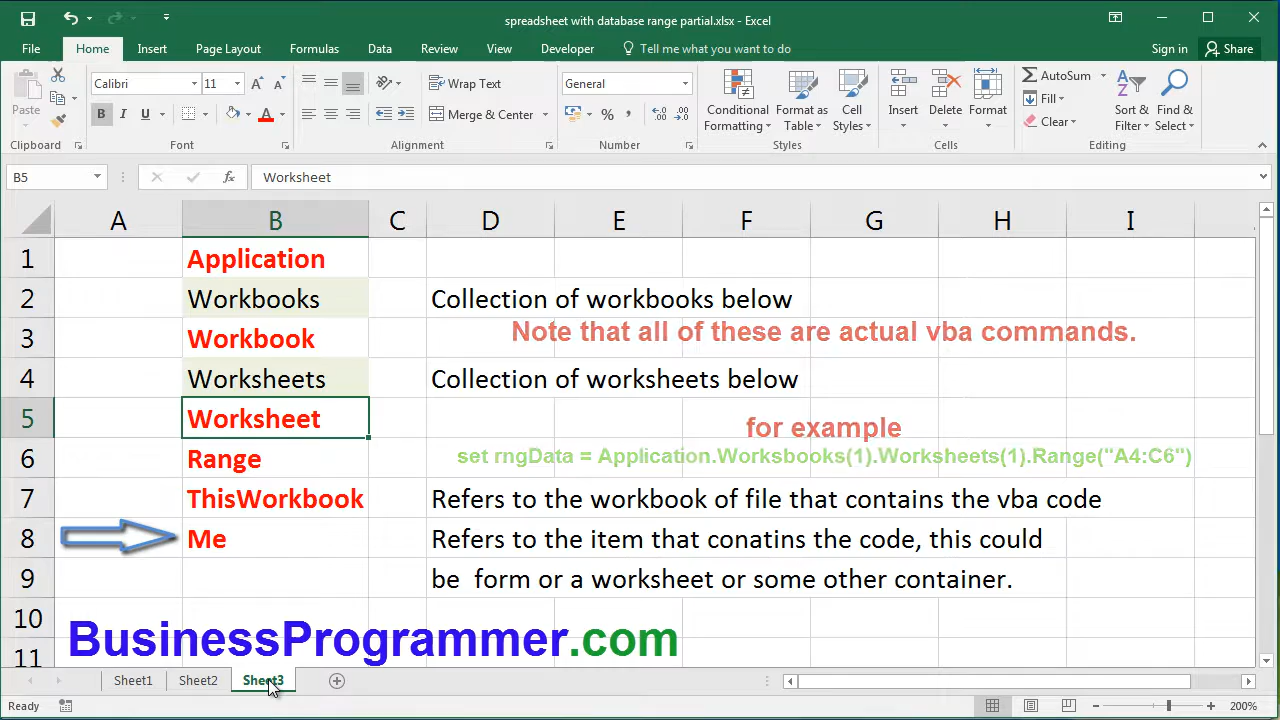 spreadsheet with database range partial.xlsx - Excel
File Home Insert Page Layout Formulas Data Review View Developer Tell me what you want to do Sign in Share
Calibri 11 Wrap Text General AutoSum
Paste Fill
B I U Merge & Center % , Conditional Formatting Format as Table Cell Styles Insert Delete Format Clear Sort & Filter Find & Select
Clipboard Font Alignment Number Styles Cells Editing
B5 fx Worksheet
A B C D E F G H I
1 Application
2 Workbooks Collection of workbooks below
3 Workbook Note that all of these are actual vba commands.
4 Worksheets Collection of worksheets below
5 Worksheet for example
6 Range set rngData = Application.Worksbooks(1).Worksheets(1).Range("A4:C6")
7 ThisWorkbook Refers to the workbook of file that contains the vba code
8 Me Refers to the item that conatins the code, this could
9 be form or a worksheet or some other container.
10
BusinessProgrammer.com
11
Sheet1 Sheet2 Sheet3
Ready 200%